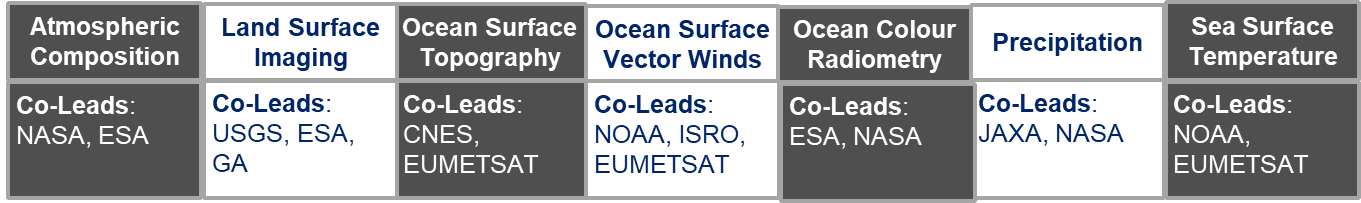 Atmospheric
Composition
Land Surface
Imaging
Ocean Surface
Topography
Ocean Surface
Vector Winds
Ocean Colour
Radiometry
Precipitation
Sea Surface
Temperature
Co-Leads:
NASA, ESA
Co-Leads:
USGS, ESA,
GA
Co-Leads:
CNES,
EUMETSAT
Co-Leads:
NOAA, ISRO,
EUMETSAT
Co-Leads:
ESA, NASA
Co-Leads:
JAXA, NASA
Co-Leads:
NOAA,
EUMETSAT